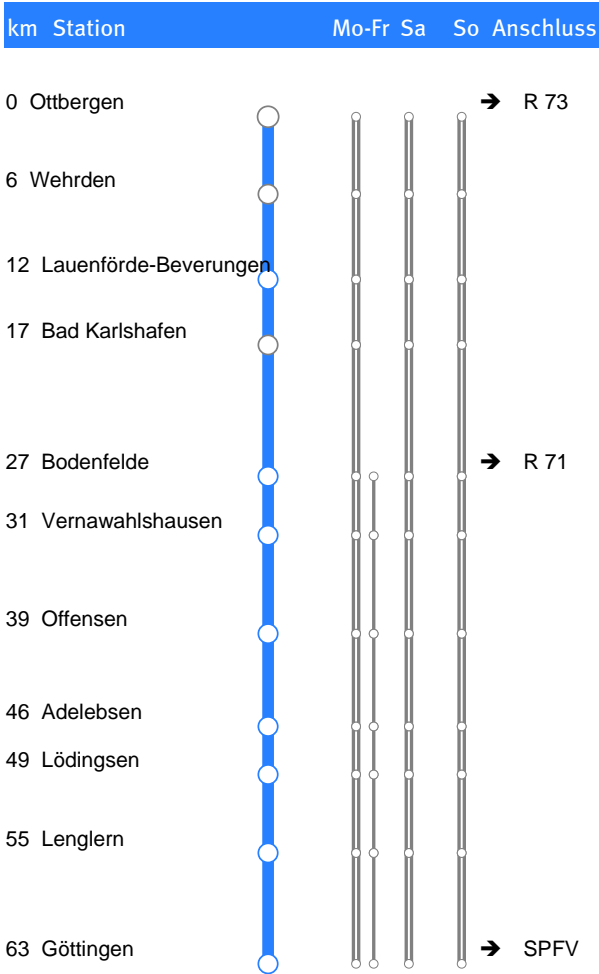 km Station Mo-Fr Sa So Anschluss
0 Ottbergen ➔ R 73
6 Wehrden
12 Lauenförde-Beverungen
17 Bad Karlshafen
27 Bodenfelde ➔ R 71
31 Vernawahlshausen
39 Offensen
46 Adelebsen
49 Lödingsen
55 Lenglern
63 Göttingen ➔ SPFV